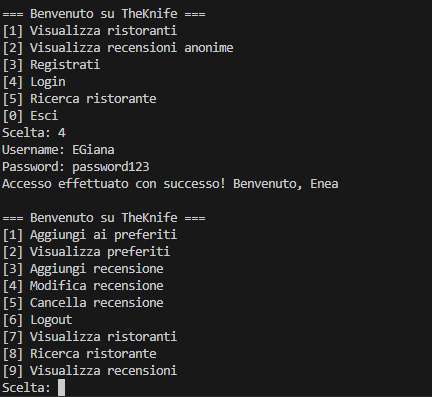 === Benvenuto su TheKnife ===
[1] Visualizza ristoranti
[2] Visualizza recensioni anonime
[3] Registrati
[4] Login
[5] Ricerca ristorante
[0] Esci
Scelta: 4
Username: EGiana
Password: password123
Accesso effettuato con successo! Benvenuto, Enea
=== Benvenuto su TheKnife ===
[1] Aggiungi ai preferiti
[2] Visualizza preferiti
[3] Aggiungi recensione
[4] Modifica recensione
[5] Cancella recensione
[6] Logout
[7] Visualizza ristoranti
[8] Ricerca ristorante
[9] Visualizza recensioni
Scelta: